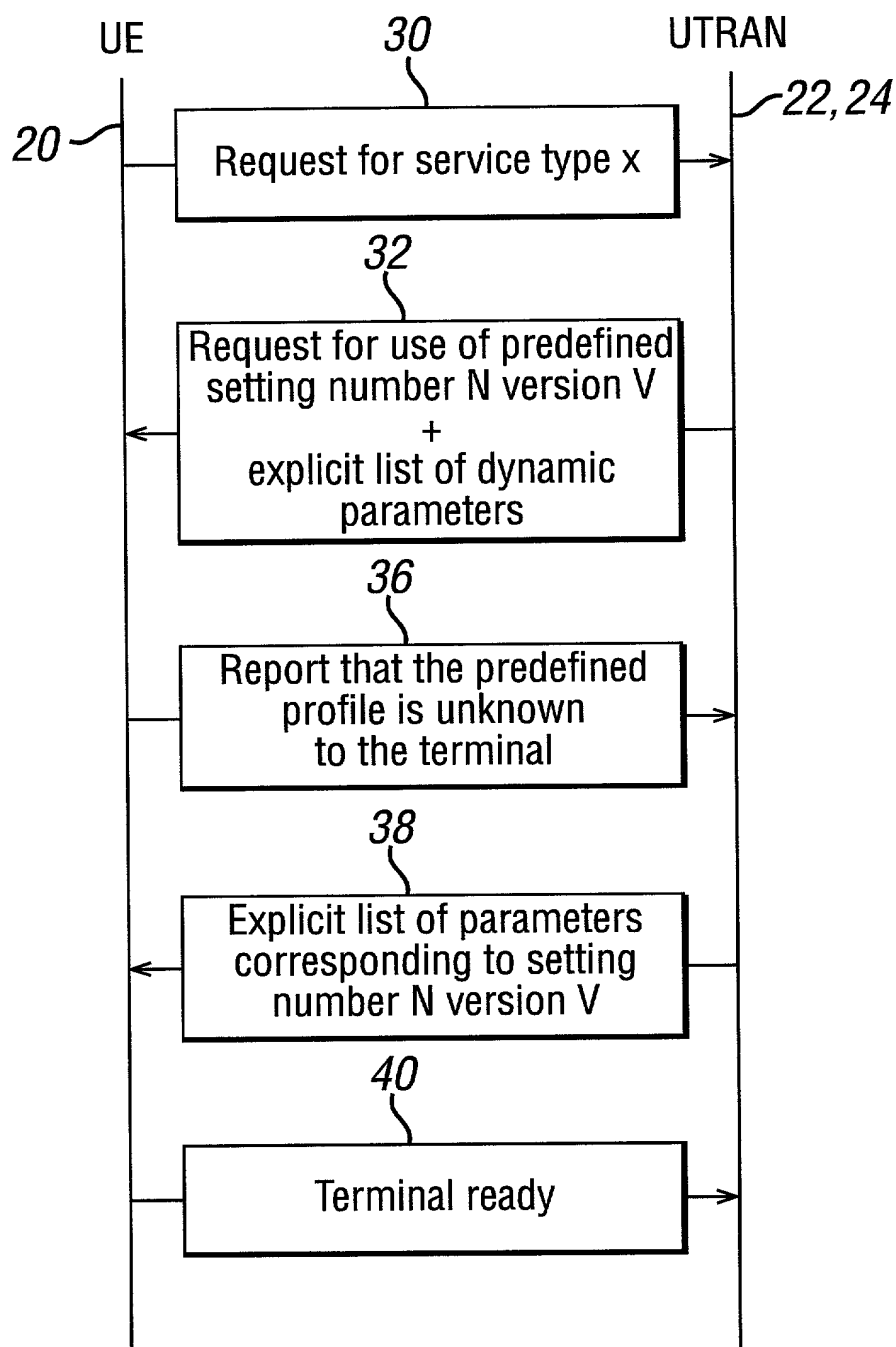 UE
30
UTRAN
20
22, 24
Request for service type x
32
Request for use of predefined
setting number N version V
+
explicit list of dynamic
parameters
36
Report that the predefined
profile is unknown
to the terminal
38
Explicit list of parameters
corresponding to setting
number N version V
40
Terminal ready